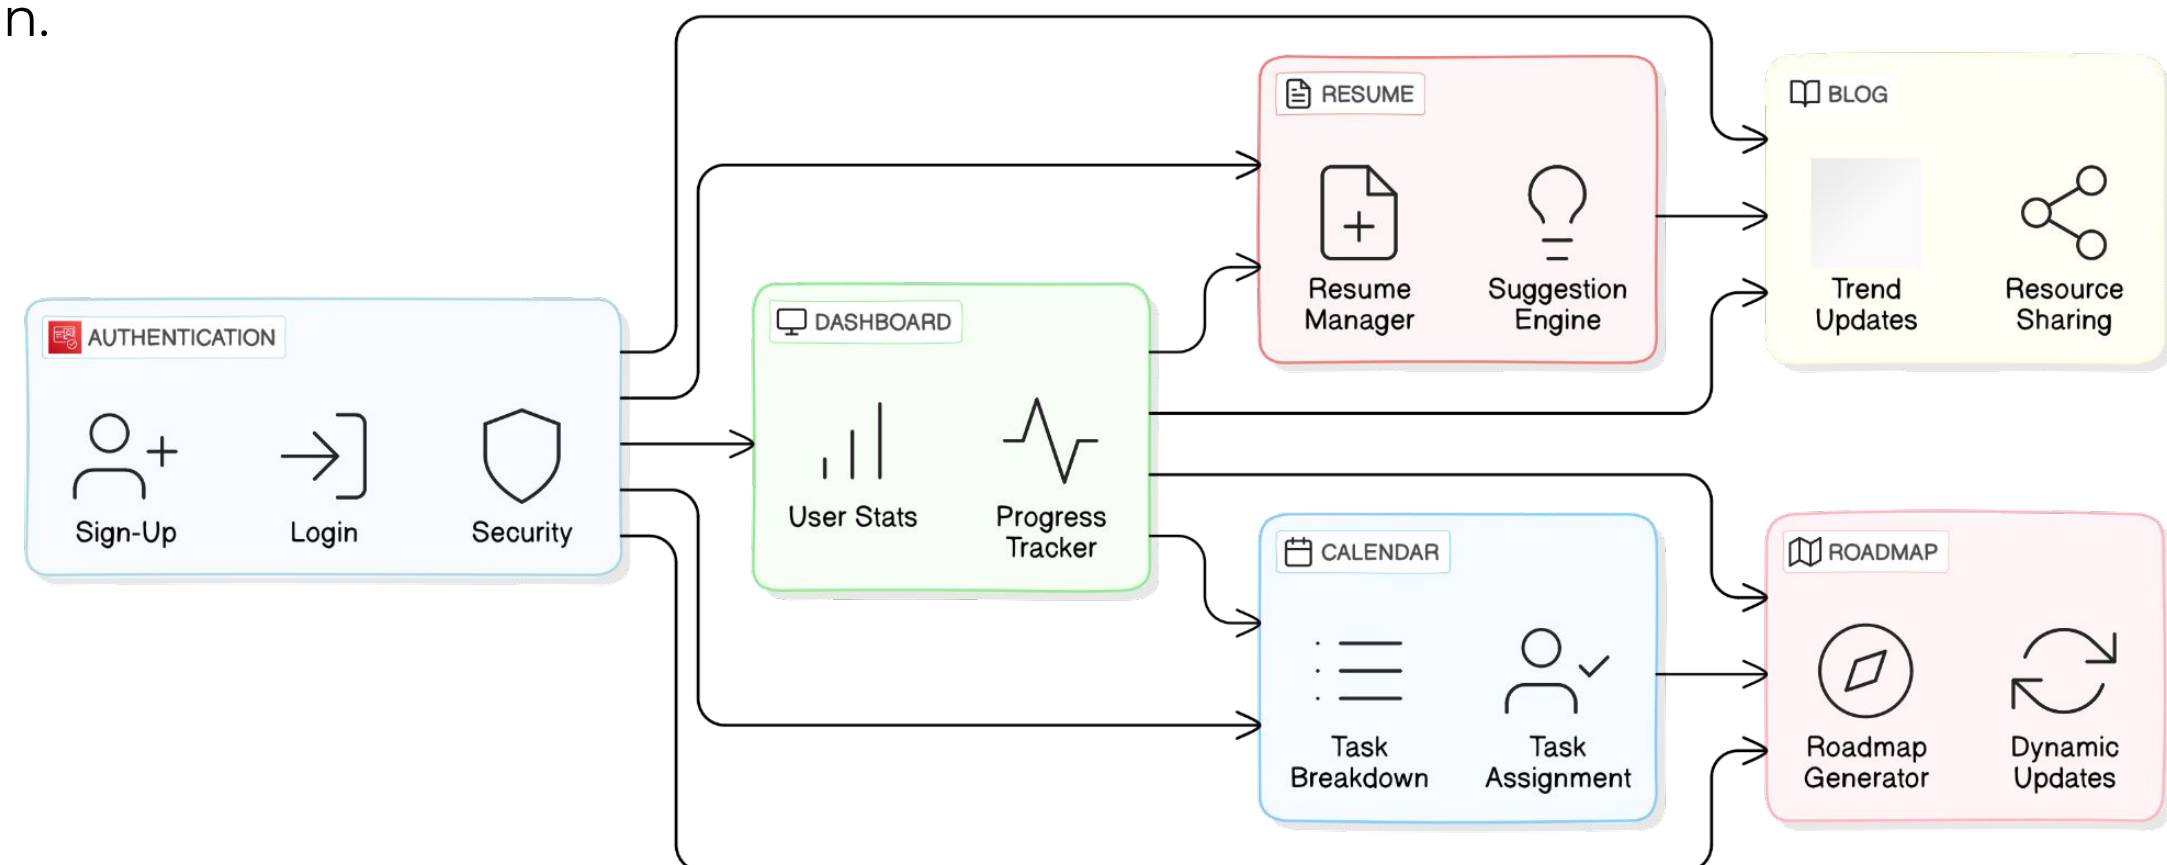 n.
AUTHENTICATION
Sign-Up
Login
Security
DASHBOARD
User Stats
Progress
Tracker
RESUME
Resume
Manager
Suggestion
Engine
BLOG
Trend
Updates
Resource
Sharing
CALENDAR
Task
Breakdown
Task
Assignment
ROADMAP
Roadmap
Generator
Dynamic
Updates